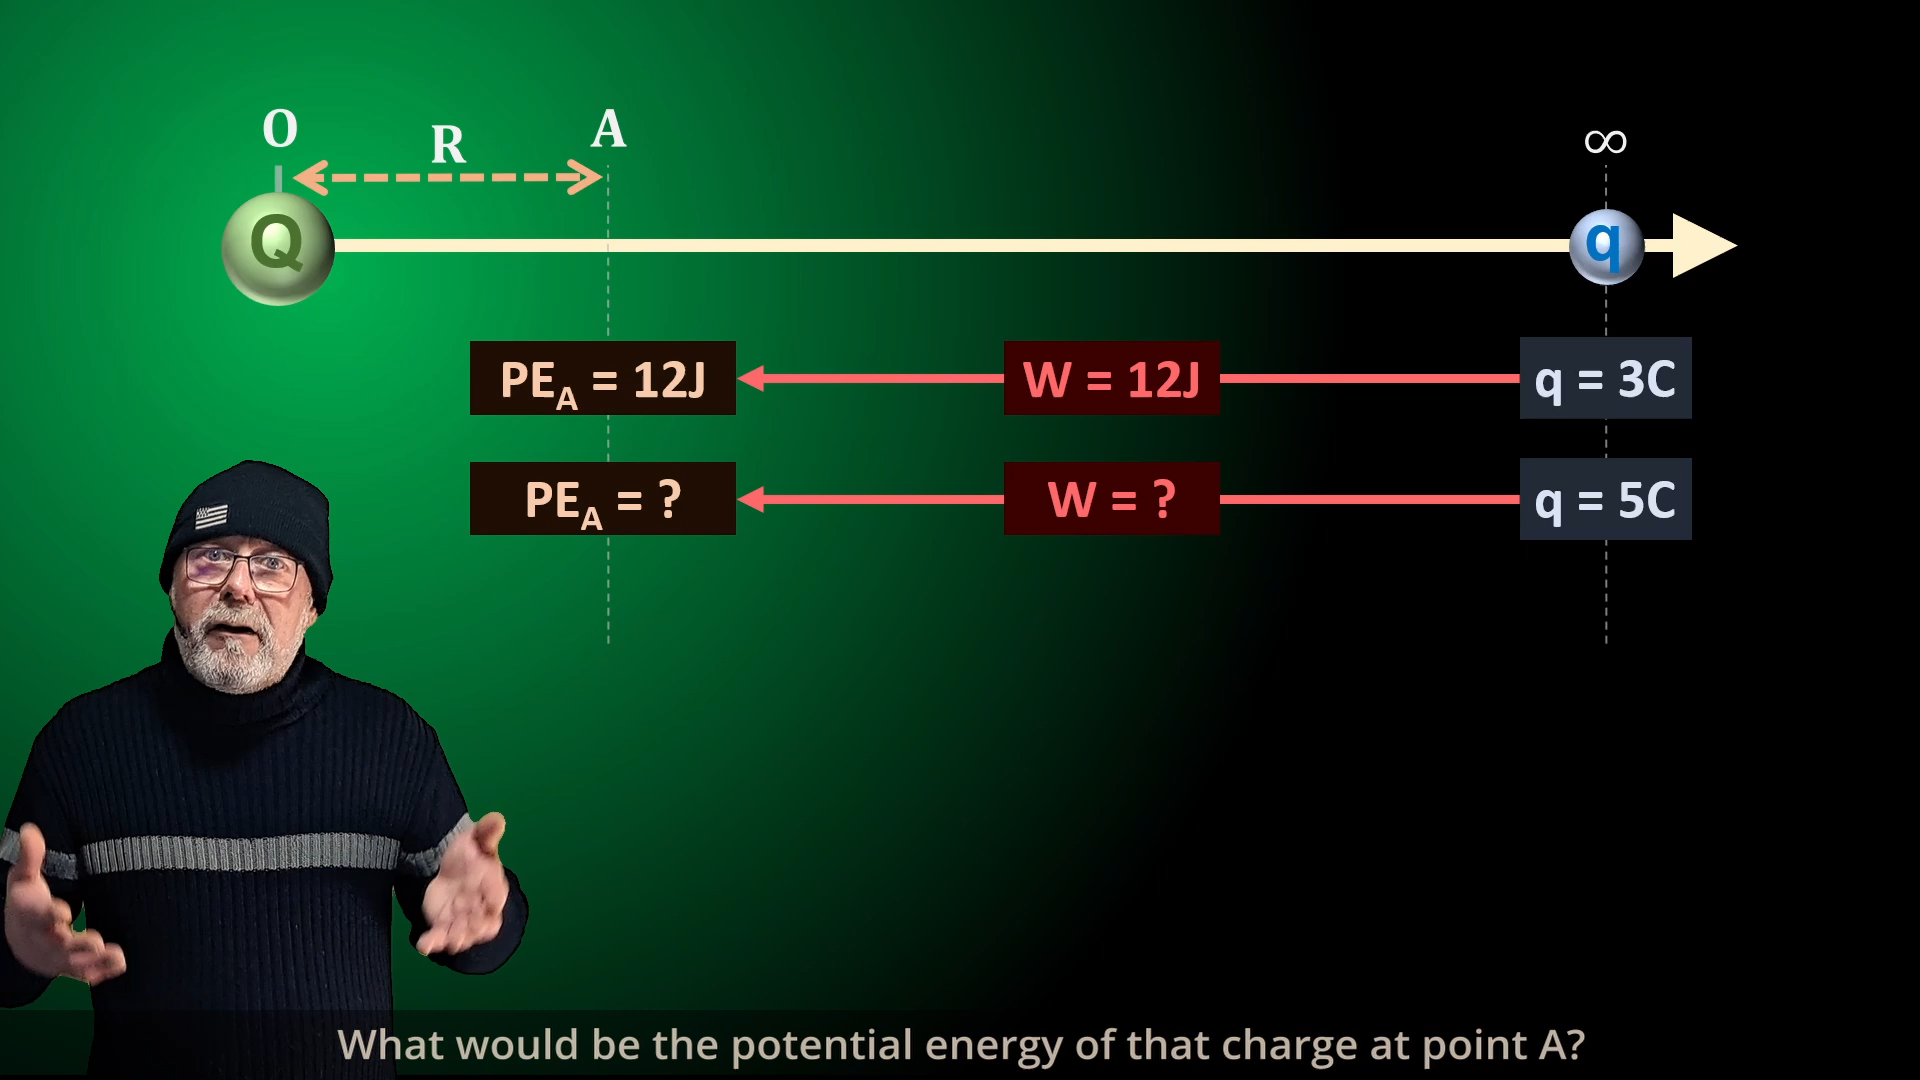 O
R
A
∞
Q
q
PEA = 12J
W = 12J
q = 3C
PEA = ?
W = ?
q = 5C
What would be the potential energy of that charge at point A?